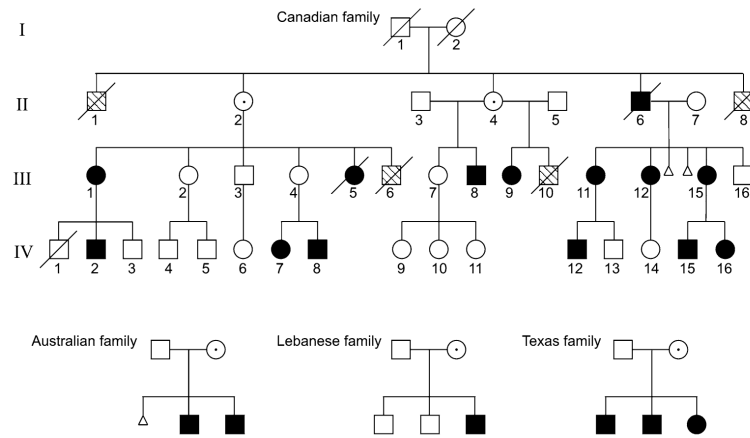 Canadian family
I
1 2
II
1 2 3 4 5 6 7 8
III
1 2 3 4 5 6 7 8 9 10 11 12 15 16
IV
1 2 3 4 5 6 7 8 9 10 11 12 13 14 15 16
Australian family Lebanese family Texas family